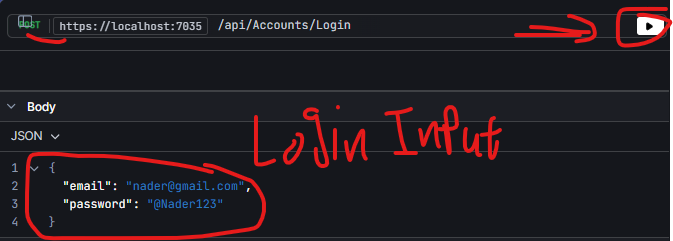 POST https://localhost:7035 /api/Accounts/Login
Body
JSON
Login Input
1 {
2 "email": "nader@gmail.com",
3 "password": "@Nader123"
4 }